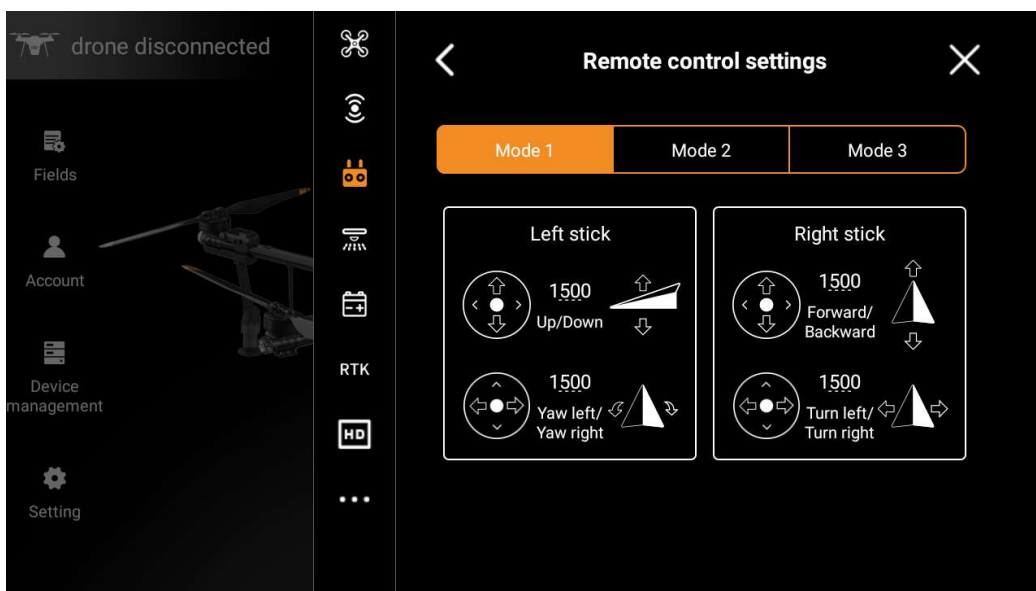 drone disconnected
Fields
Account
Device
management
Setting
RTK
HD
Remote control settings
Mode 1
Mode 2
Mode 3
Left stick
1500
Up/Down
1500
Yaw left/
Yaw right
Right stick
1500
Forward/
Backward
1500
Turn left/
Turn right